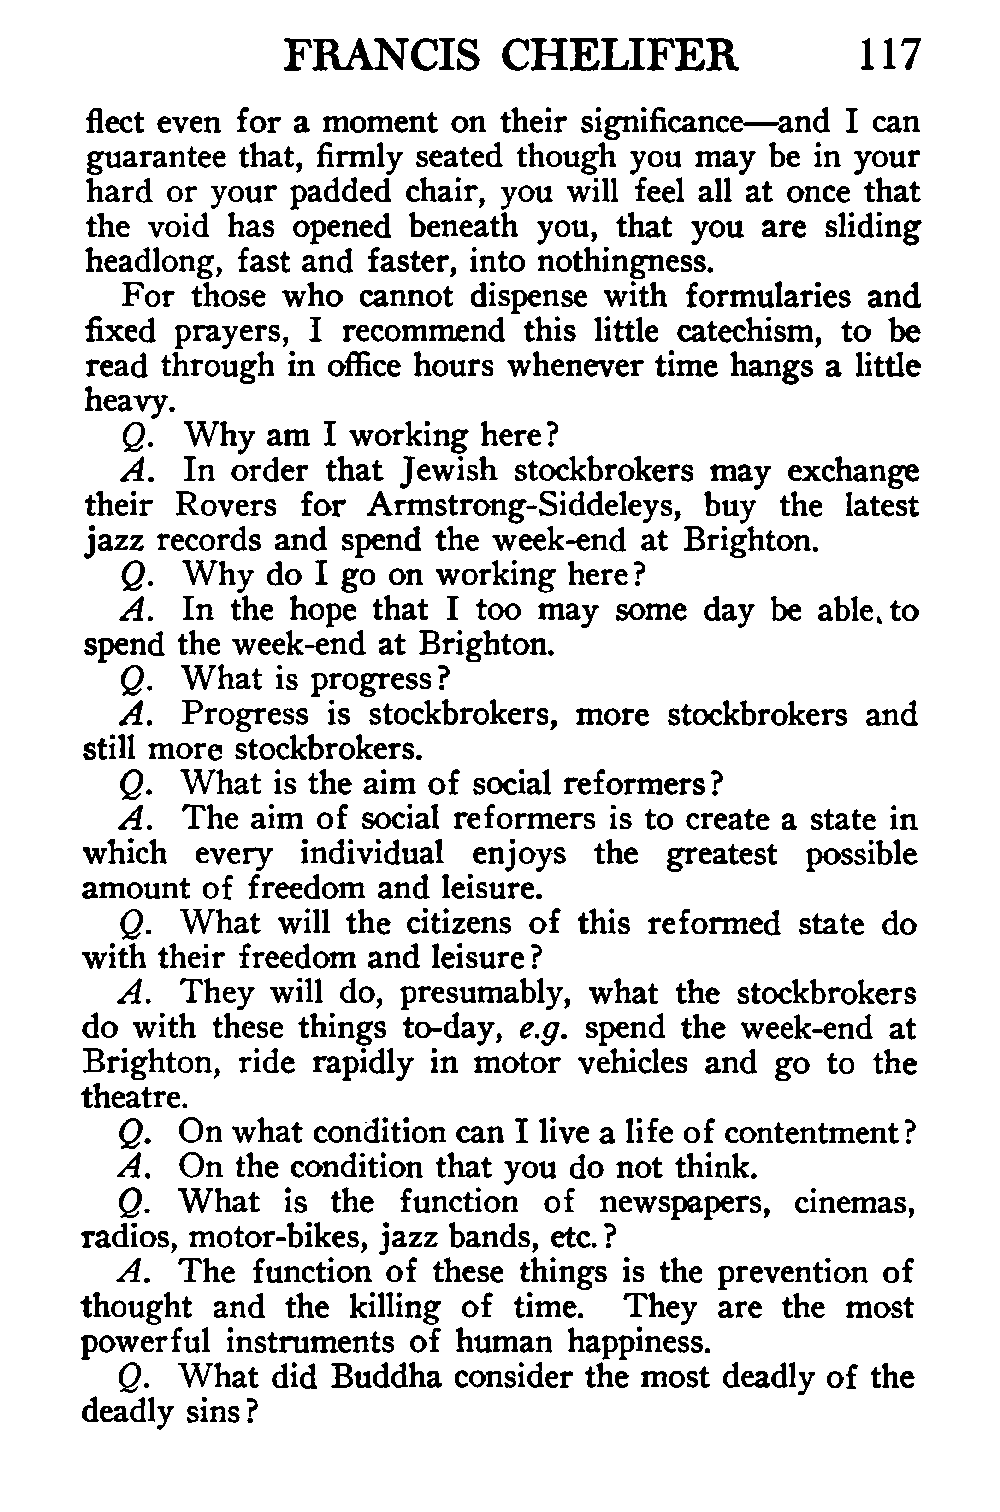 FRANCIS CHELIFER 117
flect even for a moment on their significance—and I can
guarantee that, firmly seated though you may be in your
hard or your padded chair, you will feel all at once that
the void has opened beneath you, that you are sliding
headlong, fast and faster, into nothingness.
For those who cannot dispense with formularies and
fixed prayers, I recommend this little catechism, to be
read through in office hours whenever time hangs a little
heavy.
Q. Why am I working here?
A. In order that Jewish stockbrokers may exchange
their Rovers for Armstrong-Siddeleys, buy the latest
jazz records and spend the week-end at Brighton.
Q. Why do I go on working here?
A. In the hope that I too may some day be able to
spend the week-end at Brighton.
Q. What is progress?
A. Progress is stockbrokers, more stockbrokers and
still more stockbrokers.
Q. What is the aim of social reformers?
A. The aim of social reformers is to create a state in
which every individual enjoys the greatest possible
amount of freedom and leisure.
Q. What will the citizens of this reformed state do
with their freedom and leisure?
A. They will do, presumably, what the stockbrokers
do with these things to-day, e.g. spend the week-end at
Brighton, ride rapidly in motor vehicles and go to the
theatre.
Q. On what condition can I live a life of contentment?
A. On the condition that you do not think.
Q. What is the function of newspapers, cinemas,
radios, motor-bikes, jazz bands, etc.?
A. The function of these things is the prevention of
thought and the killing of time. They are the most
powerful instruments of human happiness.
Q. What did Buddha consider the most deadly of the
deadly sins?